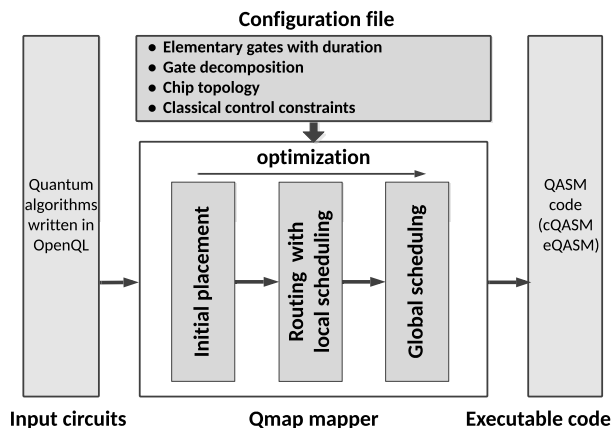 Configuration file
● Elementary gates with duration
● Gate decomposition
● Chip topology
● Classical control constraints
optimization
Quantum
algorithms
written in
OpenQL
Initial placement
Routing with
local scheduling
Global schedulng
QASM
code
(cQASM
eQASM)
Input circuits
Qmap mapper
Executable code